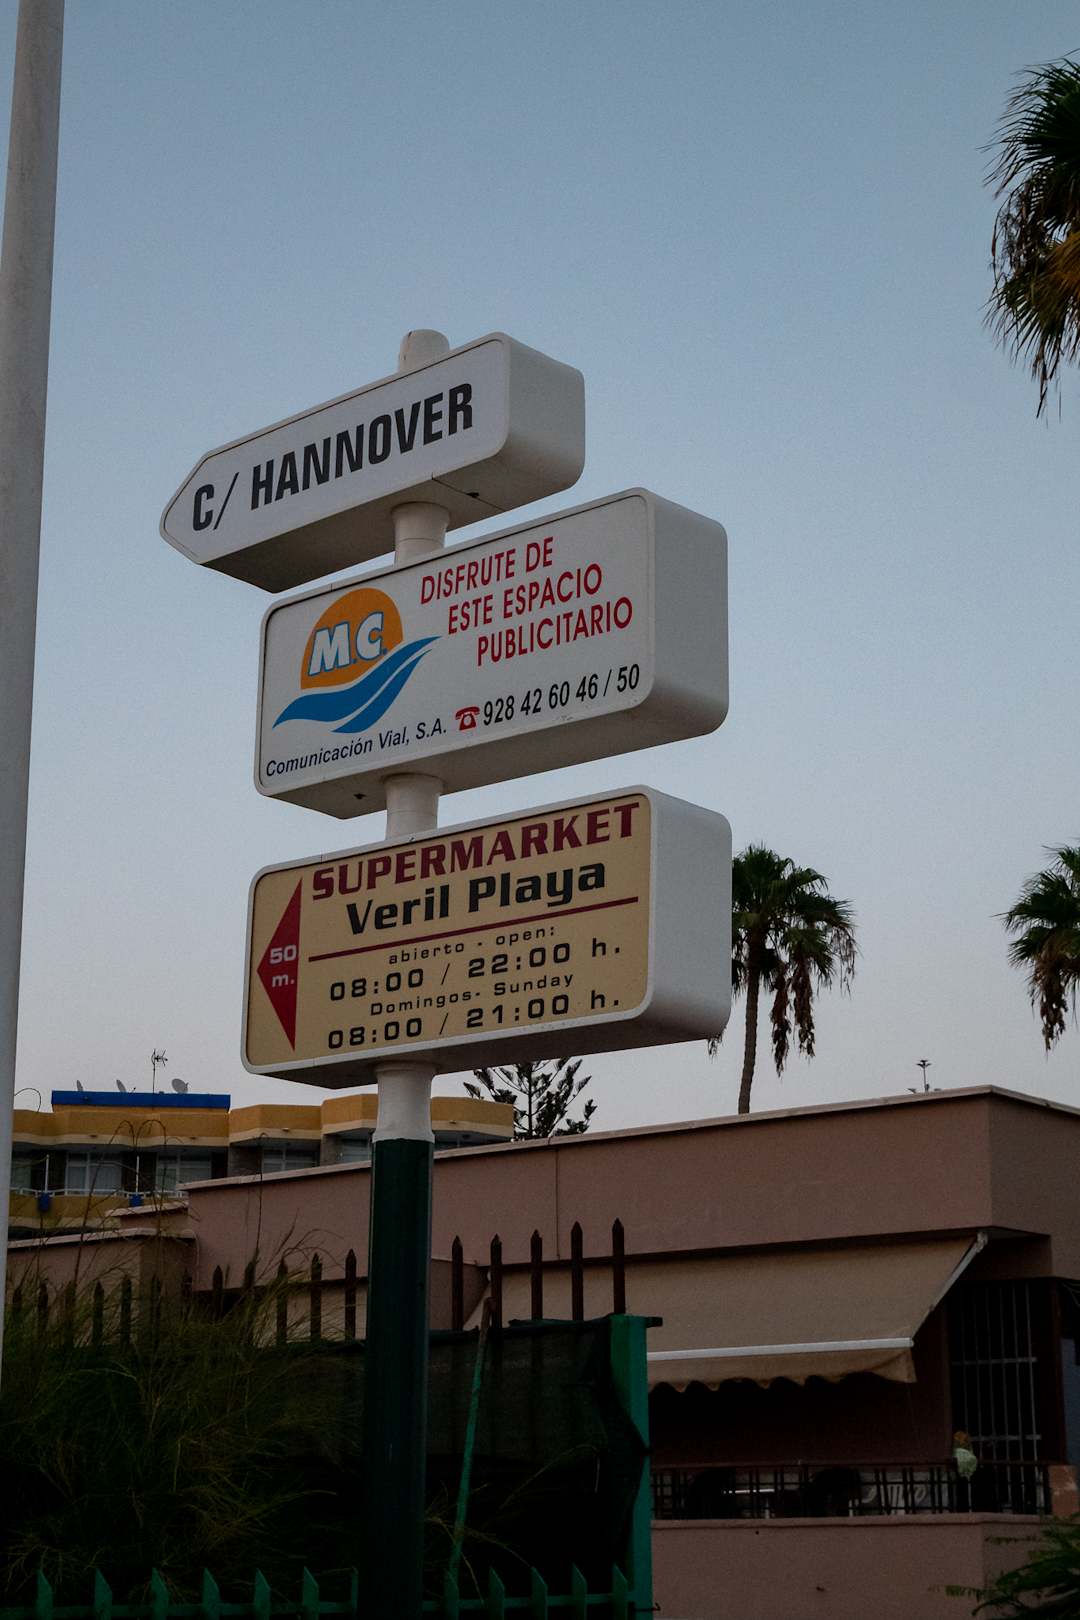 C/ HANNOVER
DISFRUTE DE
ESTE ESPACIO
PUBLICITARIO
M.C.
Comunicación Vial, S.A. ☎928 42 60 46 / 50
SUPERMARKET
Veril Playa
50
m.
abierto - open:
08:00 / 22:00 h.
Domingos- Sunday
08:00 / 21:00 h.